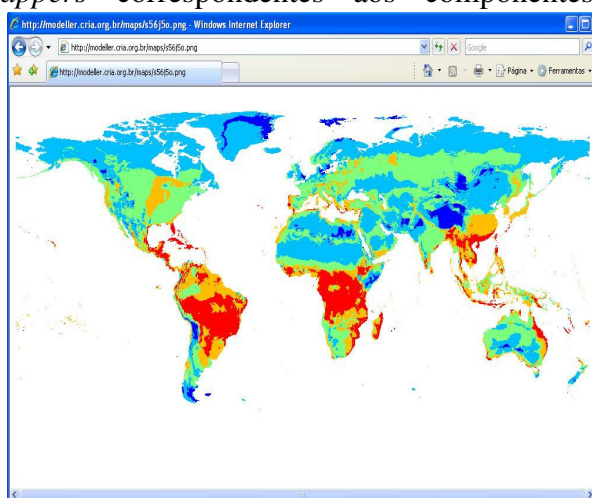 appers correspondentes aos componentes
http://modeller.cria.org.br/maps/s56j5o.png - Windows Internet Explorer
http://modeller.cria.org.br/maps/s56j5o.png
Google
http://modeller.cria.org.br/maps/s56j5o.png
Página
Ferramentas